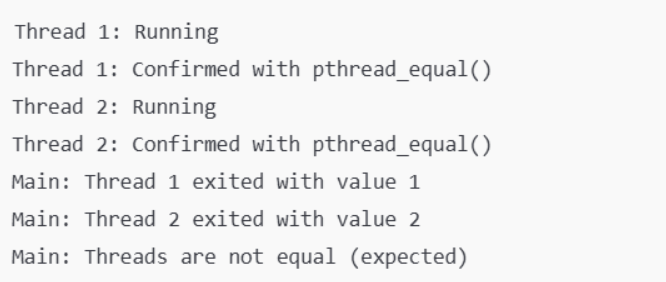 Thread 1: Running
Thread 1: Confirmed with pthread_equal()
Thread 2: Running
Thread 2: Confirmed with pthread_equal()
Main: Thread 1 exited with value 1
Main: Thread 2 exited with value 2
Main: Threads are not equal (expected)